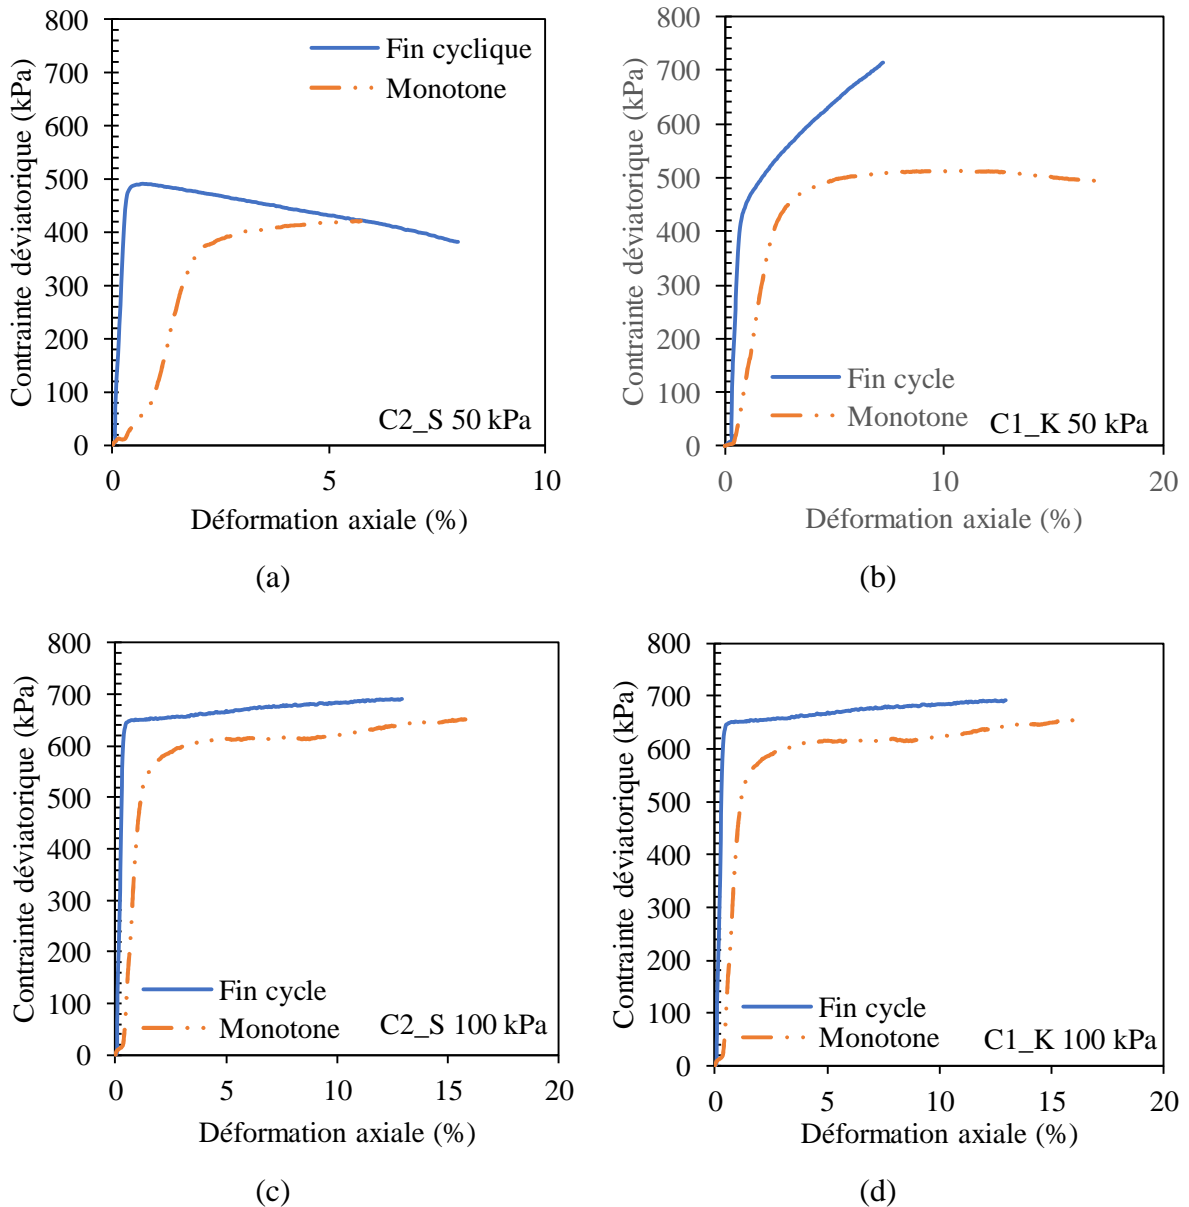 800
700
600
500
400
300
200
100
0
Contrainte déviatorique (kPa)
Fin cyclique
Monotone
C2_S 50 kPa
0
5
10
Déformation axiale (%)
(a)
800
700
600
500
400
300
200
100
0
Contrainte déviatorique (kPa)
Fin cycle
Monotone
C1_K 50 kPa
0
10
20
Déformation axiale (%)
(b)
800
700
600
500
400
300
200
100
0
Contrainte déviatorique (kPa)
Fin cycle
Monotone
C2_S 100 kPa
0
5
10
15
20
Déformation axiale (%)
(c)
800
700
600
500
400
300
200
100
0
Contrainte déviatorique (kPa)
Fin cycle
Monotone
C1_K 100 kPa
0
5
10
15
20
Déformation axiale (%)
(d)